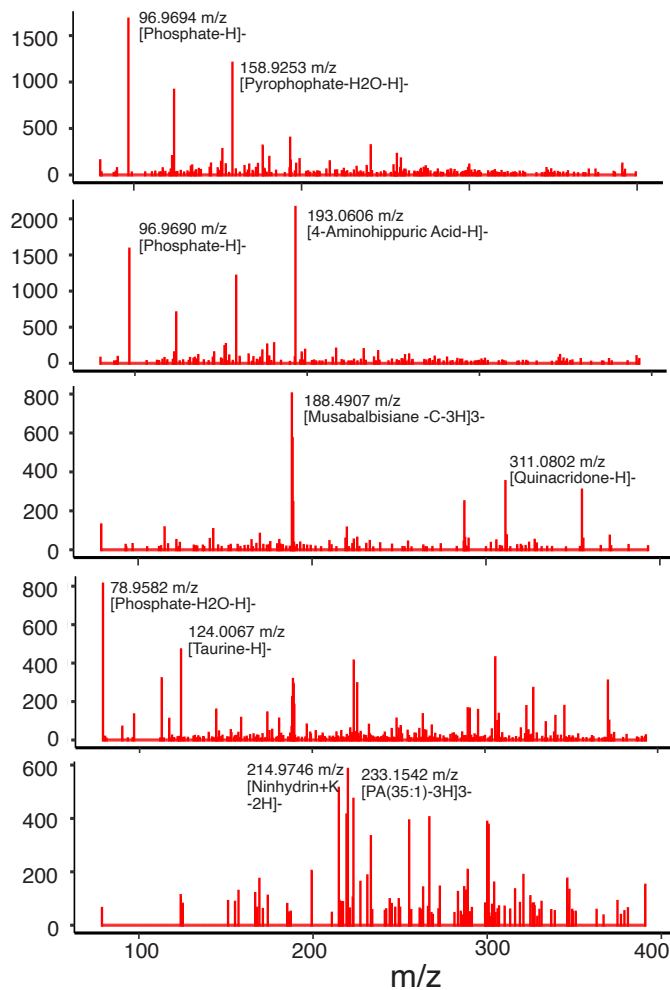 96.9694 m/z
[Phosphate-H]-
158.9253 m/z
[Pyrophophate-H2O-H]-
1500
1000
500
0
96.9690 m/z
[Phosphate-H]-
193.0606 m/z
[4-Aminohippuric Acid-H]-
2000
1500
1000
500
0
188.4907 m/z
[Musabalbisiane -C-3H]3-
311.0802 m/z
[Quinacridone-H]-
800
600
400
200
0
78.9582 m/z
[Phosphate-H2O-H]-
124.0067 m/z
[Taurine-H]-
800
600
400
200
0
214.9746 m/z
[Ninhydrin+K
-2H]-
233.1542 m/z
[PA(35:1)-3H]3-
600
400
200
0
100 200 300 400
m/z